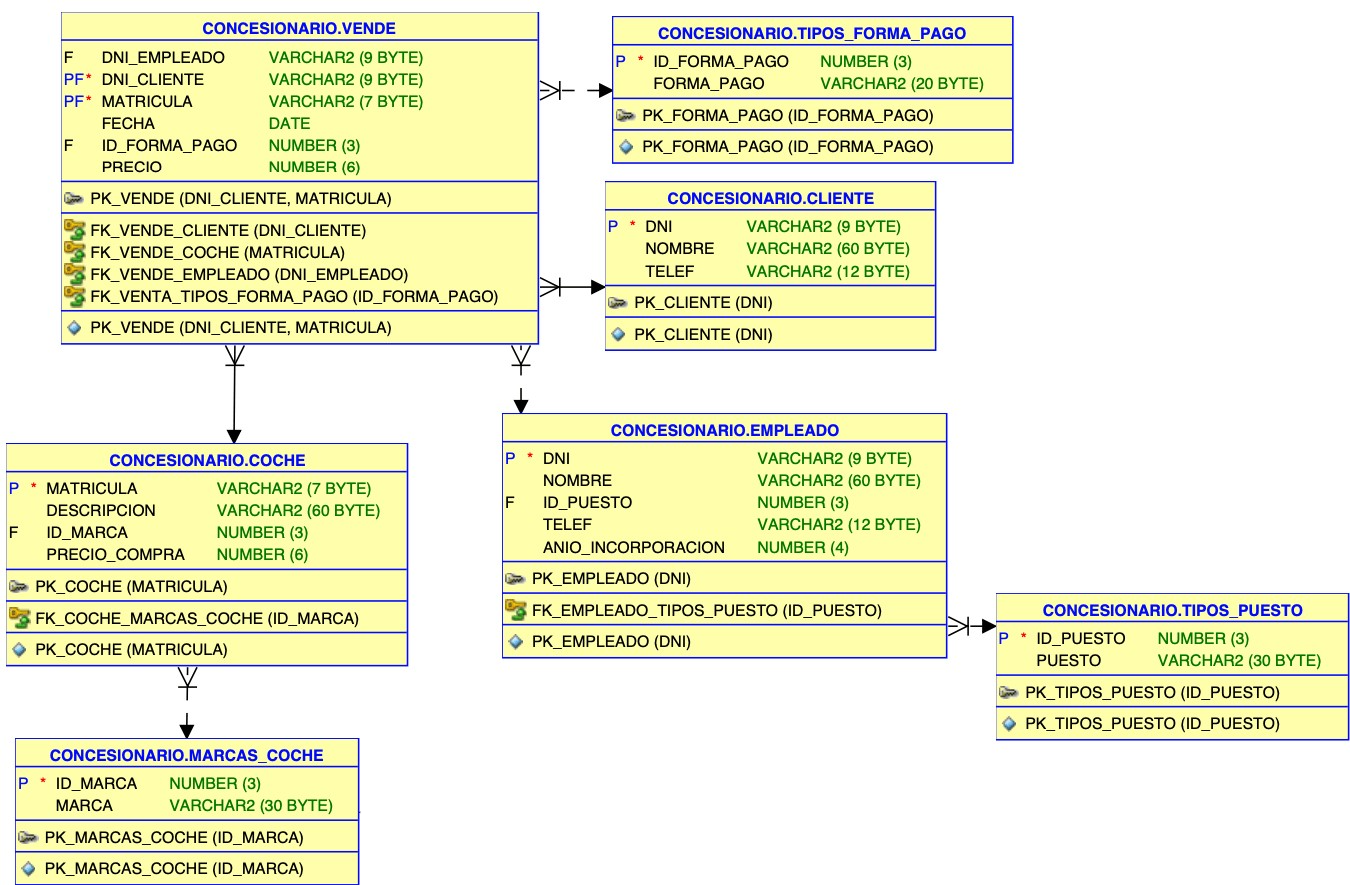 CONCESIONARIO.VENDE
F DNI_EMPLEADO VARCHAR2 (9 BYTE)
PF* DNI_CLIENTE VARCHAR2 (9 BYTE)
PF* MATRICULA VARCHAR2 (7 BYTE)
FECHA DATE
F ID_FORMA_PAGO NUMBER (3)
PRECIO NUMBER (6)
PK_VENDE (DNI_CLIENTE, MATRICULA)
FK_VENDE_CLIENTE (DNI_CLIENTE)
FK_VENDE_COCHE (MATRICULA)
FK_VENDE_EMPLEADO (DNI_EMPLEADO)
FK_VENTA_TIPOS_FORMA_PAGO (ID_FORMA_PAGO)
PK_VENDE (DNI_CLIENTE, MATRICULA)
CONCESIONARIO.TIPOS_FORMA_PAGO
P * ID_FORMA_PAGO NUMBER (3)
FORMA_PAGO VARCHAR2 (20 BYTE)
PK_FORMA_PAGO (ID_FORMA_PAGO)
PK_FORMA_PAGO (ID_FORMA_PAGO)
CONCESIONARIO.CLIENTE
P * DNI VARCHAR2 (9 BYTE)
NOMBRE VARCHAR2 (60 BYTE)
TELEF VARCHAR2 (12 BYTE)
PK_CLIENTE (DNI)
PK_CLIENTE (DNI)
CONCESIONARIO.COCHE
P * MATRICULA VARCHAR2 (7 BYTE)
DESCRIPCION VARCHAR2 (60 BYTE)
F ID_MARCA NUMBER (3)
PRECIO_COMPRA NUMBER (6)
PK_COCHE (MATRICULA)
FK_COCHE_MARCAS_COCHE (ID_MARCA)
PK_COCHE (MATRICULA)
CONCESIONARIO.EMPLEADO
P * DNI VARCHAR2 (9 BYTE)
NOMBRE VARCHAR2 (60 BYTE)
F ID_PUESTO NUMBER (3)
TELEF VARCHAR2 (12 BYTE)
ANIO_INCORPORACION NUMBER (4)
PK_EMPLEADO (DNI)
FK_EMPLEADO_TIPOS_PUESTO (ID_PUESTO)
PK_EMPLEADO (DNI)
CONCESIONARIO.TIPOS_PUESTO
P * ID_PUESTO NUMBER (3)
PUESTO VARCHAR2 (30 BYTE)
PK_TIPOS_PUESTO (ID_PUESTO)
PK_TIPOS_PUESTO (ID_PUESTO)
CONCESIONARIO.MARCAS_COCHE
P * ID_MARCA NUMBER (3)
MARCA VARCHAR2 (30 BYTE)
PK_MARCAS_COCHE (ID_MARCA)
PK_MARCAS_COCHE (ID_MARCA)